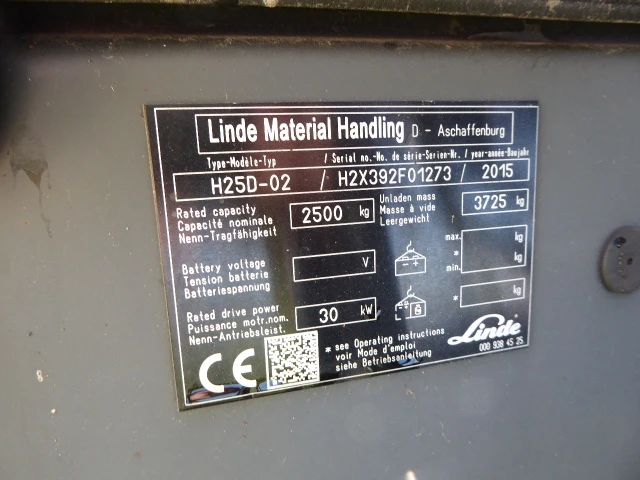 Linde Material Handling D - Aschaffenburg
Type-Modèle-Typ / Serial no.-No. de série-Serien-Nr. / year-année-Baujahr
H25D-02 / H2X392F01273 / 2015
Rated capacity
Capacité nominale
Nenn-Tragfähigkeit
2500 kg
Unladen mass
Masse à vide
Leergewicht
3725 kg
Battery voltage
Tension batterie
Batteriespannung
V
max. kg
*
min. kg
Rated drive power
Puissance motr.nom.
Nenn-Antriebsleist.
30 kW
* kg
CE
* see Operating instructions
voir Mode d'emploi
siehe Betriebsanleitung
Linde
000 938 45 35